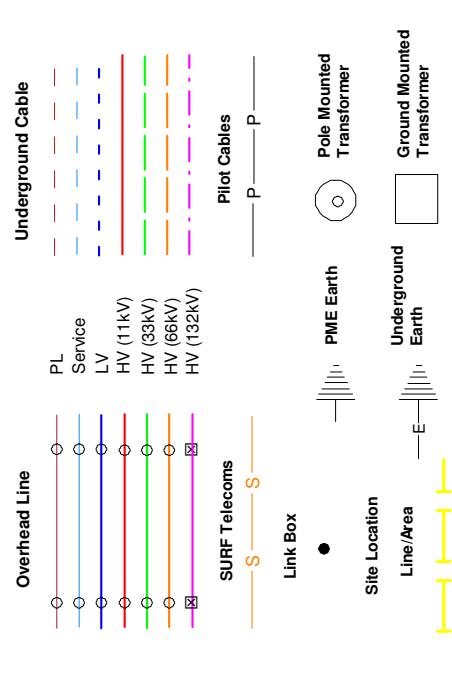 Overhead Line
Underground Cable
PL
Service
LV
HV (11kV)
HV (33kV)
HV (66kV)
HV (132kV)
SURF Telecoms
S S
Pilot Cables
P P
Link Box
PME Earth
Pole Mounted
Transformer
Site Location
Line/Area
E
Underground
Earth
Ground Mounted
Transformer